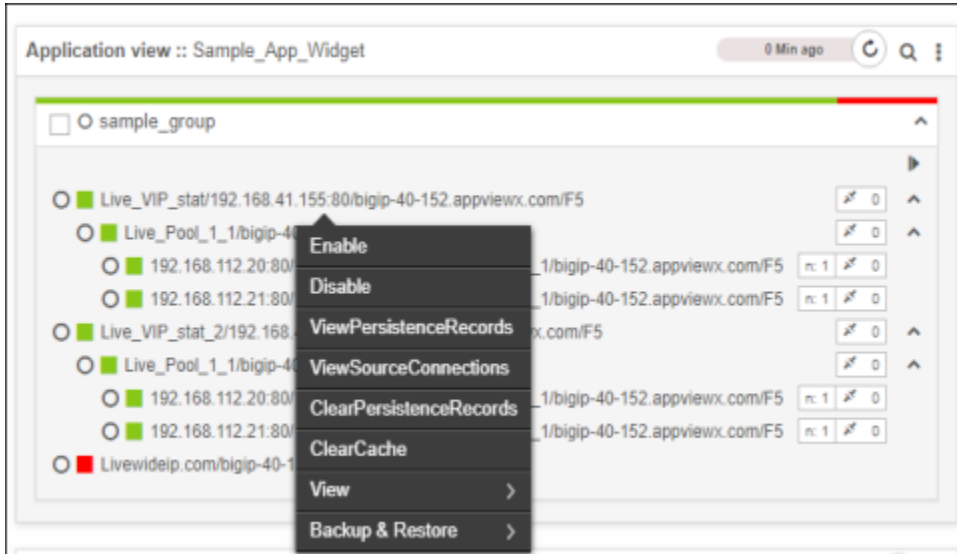 Application view :: Sample_App_Widget
0 Min ago
sample_group
Live_VIP_stat/192.168.41.155:80/bigip-40-152.appviewx.com/F5
0
Live_Pool_1_1/bigip-40
0
192.168.112.20:80/
_1/bigip-40-152.appviewx.com/F5
n: 1
0
192.168.112.21:80/
_1/bigip-40-152.appviewx.com/F5
n: 1
0
Live_VIP_stat_2/192.168.
x.com/F5
0
Live_Pool_1_1/bigip-40
0
192.168.112.20:80/
_1/bigip-40-152.appviewx.com/F5
n: 1
0
192.168.112.21:80/
_1/bigip-40-152.appviewx.com/F5
n: 1
0
Livewideip.com/bigip-40-1
Enable
Disable
ViewPersistenceRecords
ViewSourceConnections
ClearPersistenceRecords
ClearCache
View
Backup & Restore